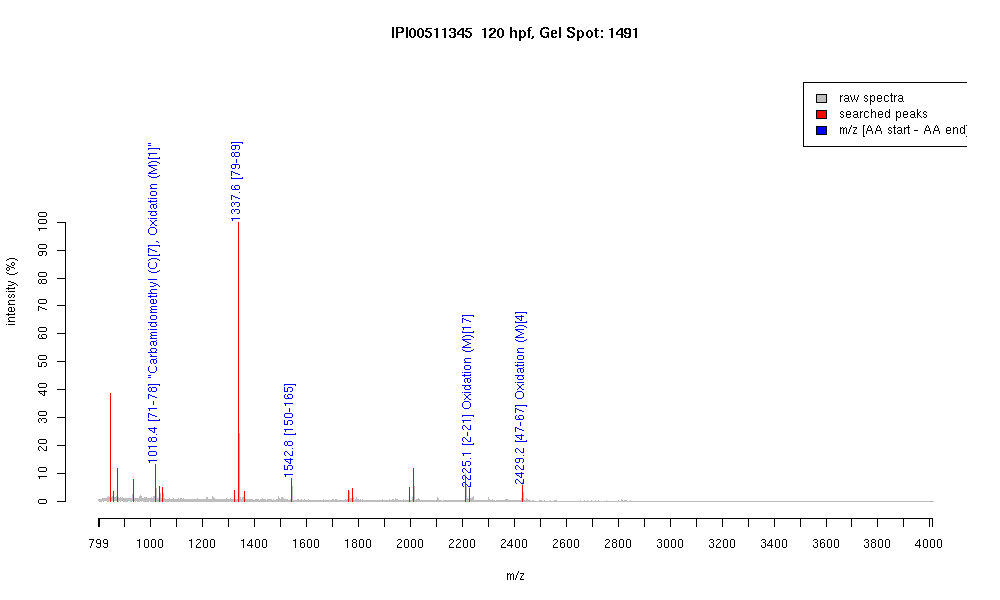 IPI00511345 120 hpf, Gel Spot: 1491
raw spectra
searched peaks
m/z [AA start - AA end]
1018.4 [71-78] "Carbamidomethyl (C)[7], Oxidation (M)[1]"
1337.6 [79-89]
1542.8 [150-165]
2225.1 [2-21] Oxidation (M)[17]
2429.2 [47-67] Oxidation (M)[4]
intensity (%)
100
90
80
70
60
50
40
30
20
10
0
799 1000 1200 1400 1600 1800 2000 2200 2400 2600 2800 3000 3200 3400 3600 3800 4000
m/z